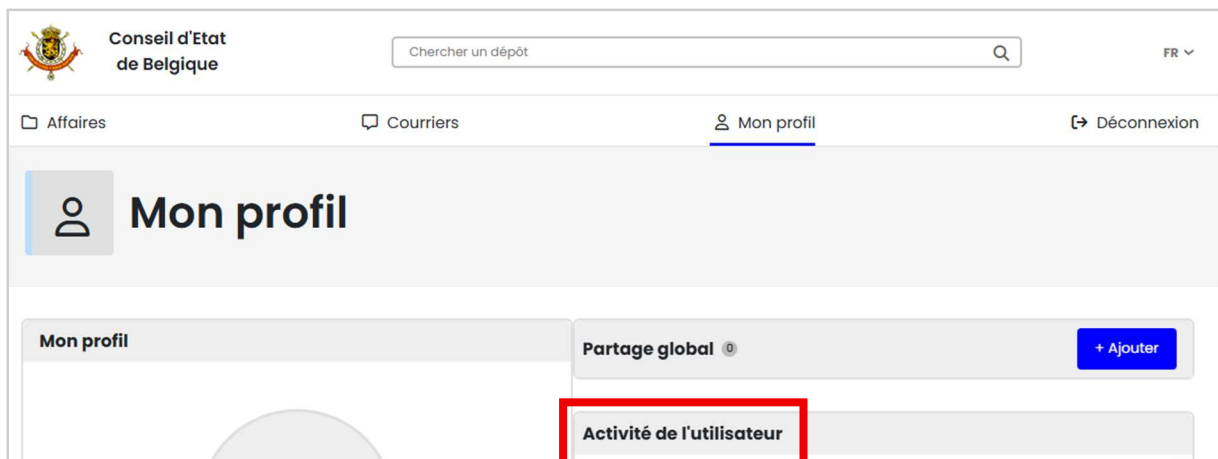 Conseil d'Etat
de Belgique
Chercher un dépôt
FR
Affaires
Courriers
Mon profil
Déconnexion
Mon profil
Mon profil
Partage global 0
+ Ajouter
Activité de l'utilisateur